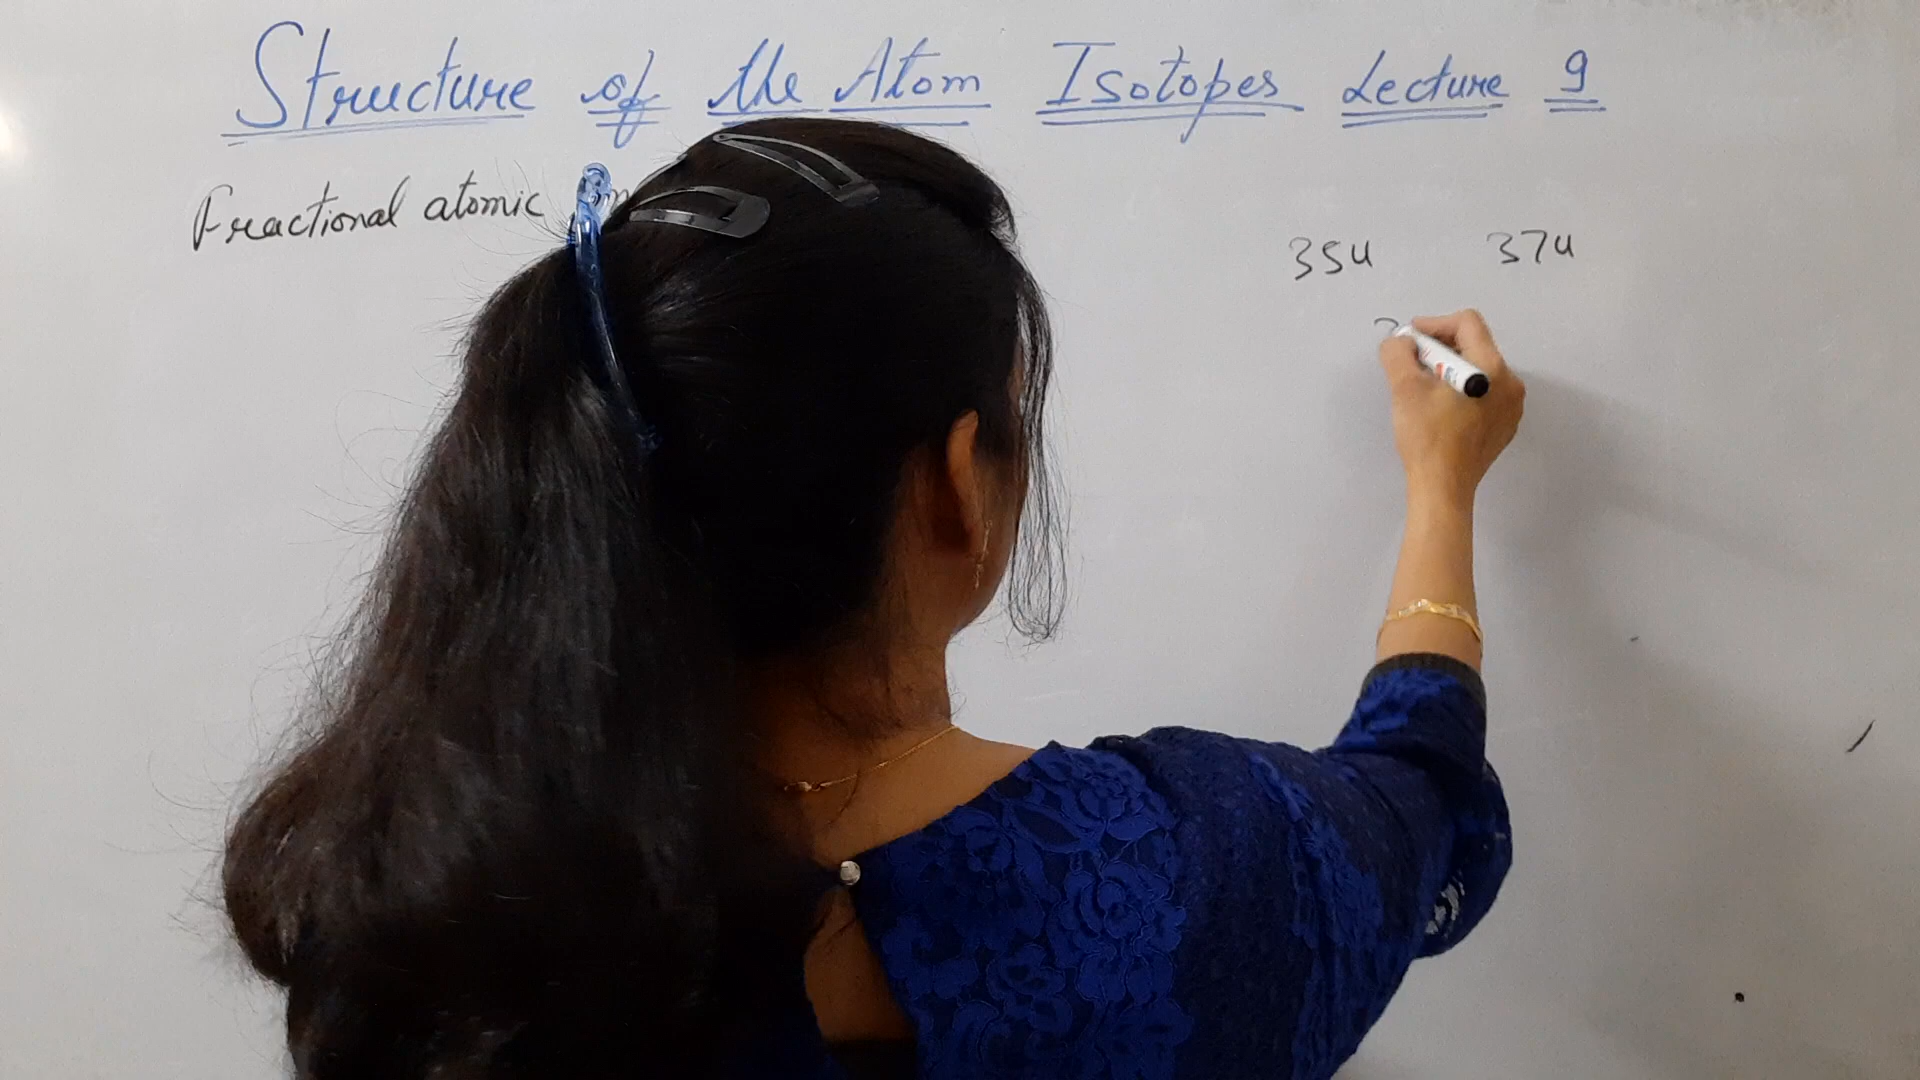 Structure of the Atom Isotopes Lecture 9
Fractional atomic
35u 37u